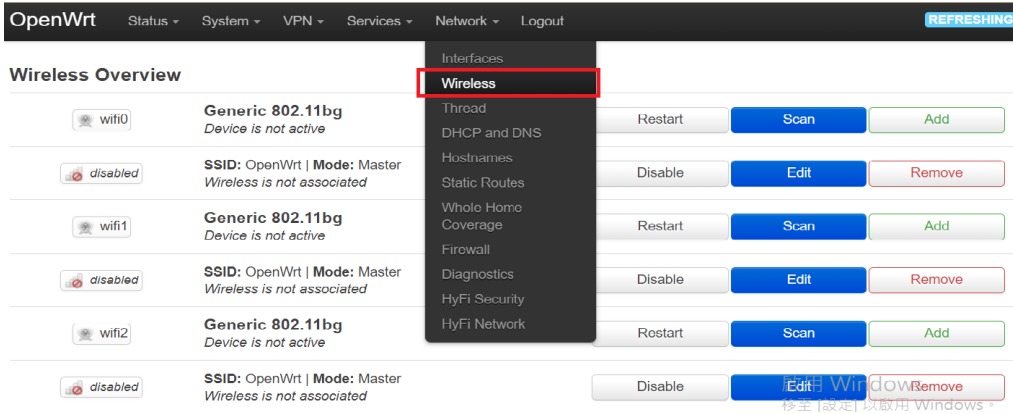 OpenWrt Status System VPN Services Network Logout REFRESHING
Interfaces
Wireless
Thread
DHCP and DNS
Hostnames
Static Routes
Whole Home
Coverage
Firewall
Diagnostics
HyFi Security
HyFi Network
Wireless Overview
wifi0 Generic 802.11bg Restart Scan Add
Device is not active
disabled SSID: OpenWrt | Mode: Master Disable Edit Remove
Wireless is not associated
wifi1 Generic 802.11bg Restart Scan Add
Device is not active
disabled SSID: OpenWrt | Mode: Master Disable Edit Remove
Wireless is not associated
wifi2 Generic 802.11bg Restart Scan Add
Device is not active
disabled SSID: OpenWrt | Mode: Master Disable Edit Remove
Wireless is not associated
啟用 Windows
移至 [設定] 以啟用 Windows。